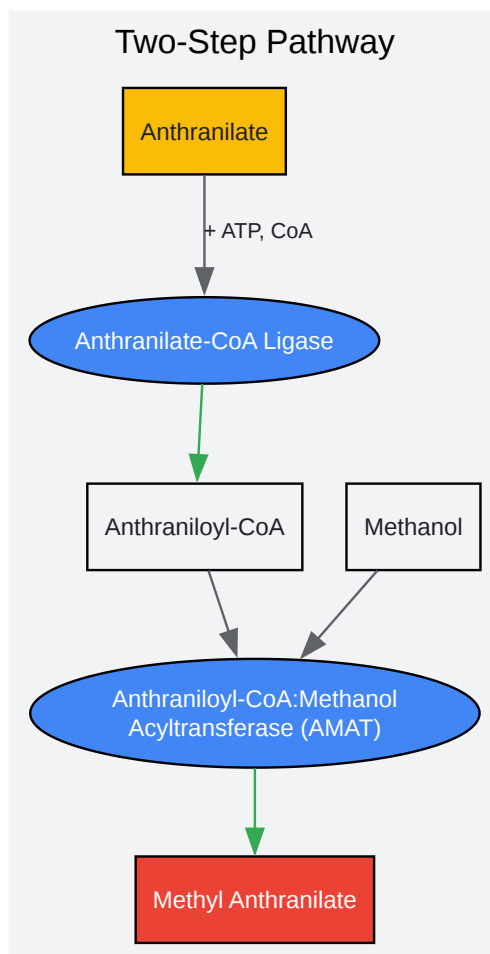 Two-Step Pathway
Anthranilate
+ ATP, CoA
Anthranilate-CoA Ligase
Anthraniloyl-CoA
Methanol
Anthraniloyl-CoA:Methanol
Acyltransferase (AMAT)
Methyl Anthranilate